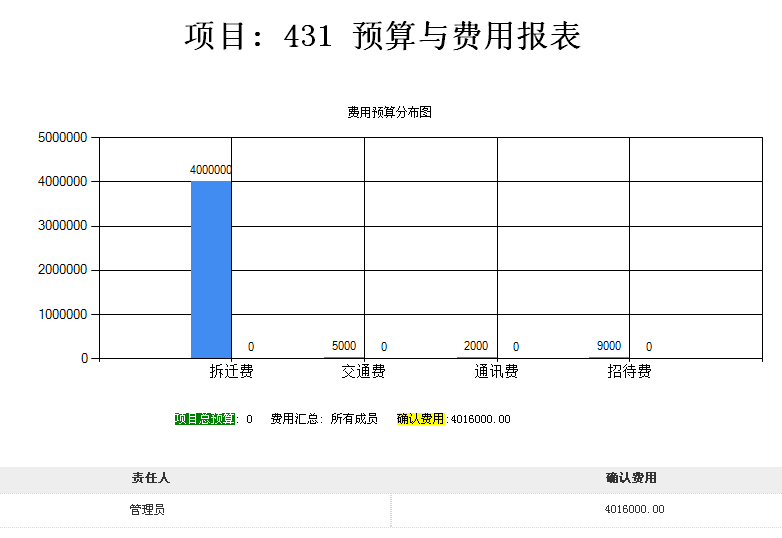 项目: 431 预算与费用报表
费用预算分布图
5000000
4000000
3000000
2000000
1000000
0
4000000
0
5000
0
2000
0
9000
0
拆迁费
交通费
通讯费
招待费
项目总预算: 0 费用汇总: 所有成员 确认费用:4016000.00
责任人 确认费用
管理员 4016000.00